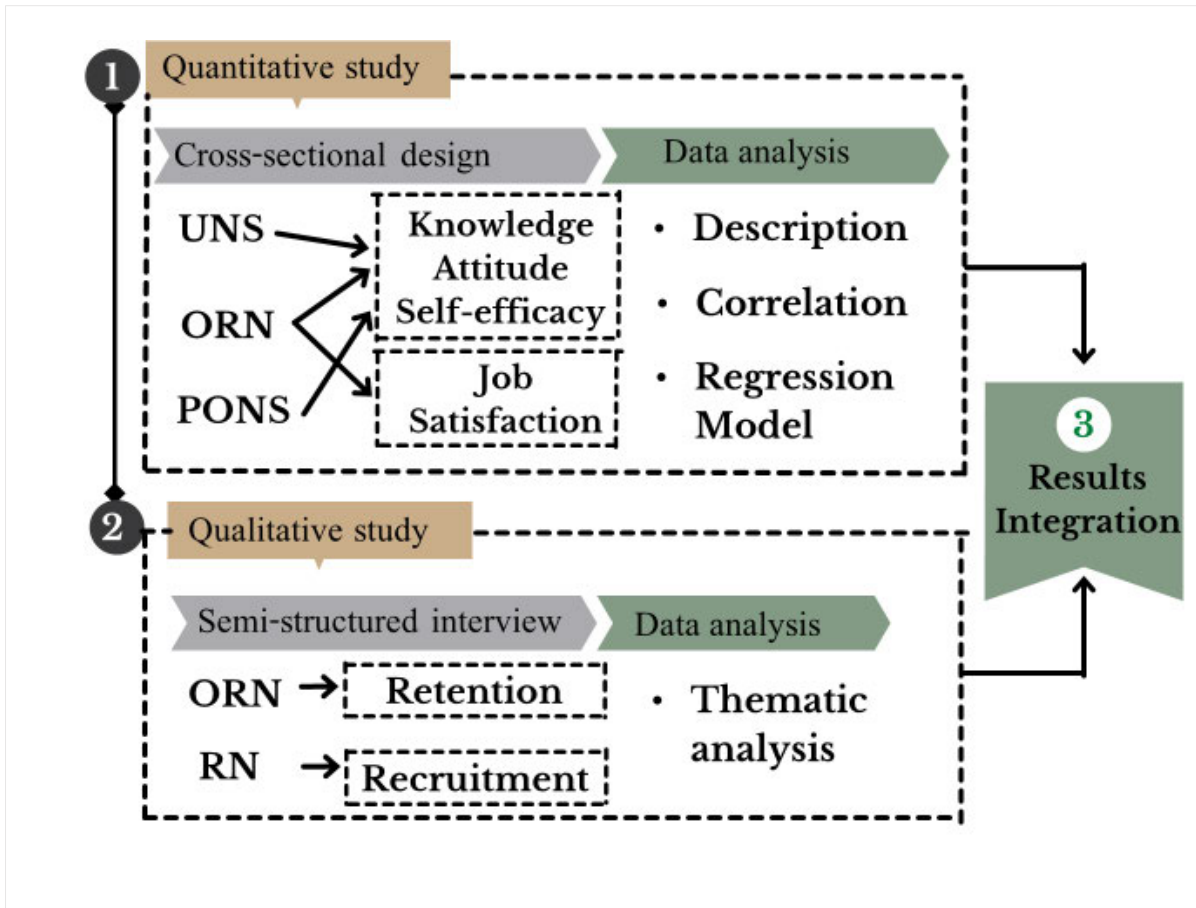 1
Quantitative study
Cross-sectional design
Data analysis
UNS
ORN
PONS
Knowledge
Attitude
Self-efficacy
Job
Satisfaction
• Description
• Correlation
• Regression
Model
2
Qualitative study
Semi-structured interview
Data analysis
ORN
Retention
RN
Recruitment
• Thematic
analysis
3
Results
Integration